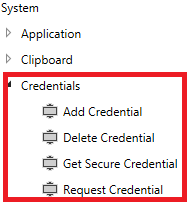 System
Application
Clipboard
Credentials
Add Credential
Delete Credential
Get Secure Credential
Request Credential